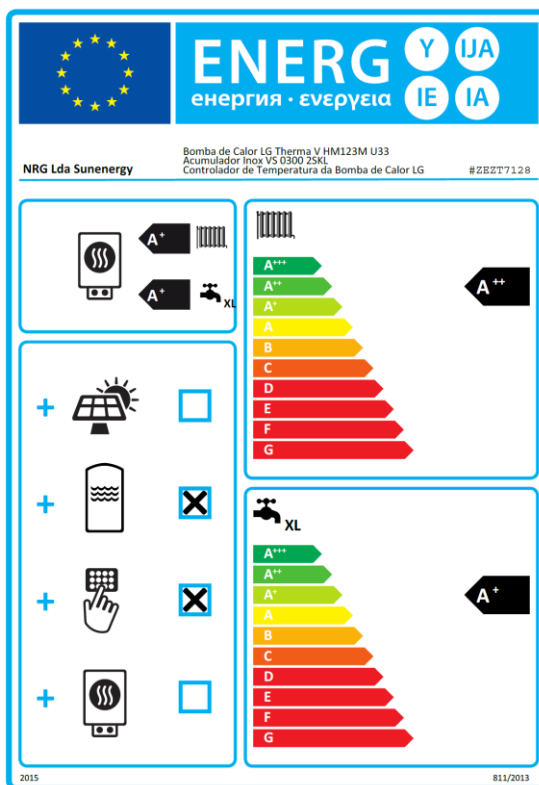 ENERG Y IJA
енергия · ενεργεια IE IA
Bomba de Calor LG Therma V HM123M U33
Acumulador Inox VS 0300 2SKL
NRG Lda Sunenergy Controlador de Temperatura da Bomba de Calor LG #ZEZT7128
A+
A+
XL
A+++
A++
A+
A
B
C
D
E
F
G
A++
+
+
+
+
XL
A+++
A++
A+
A
B
C
D
E
F
G
A+
2015 811/2013